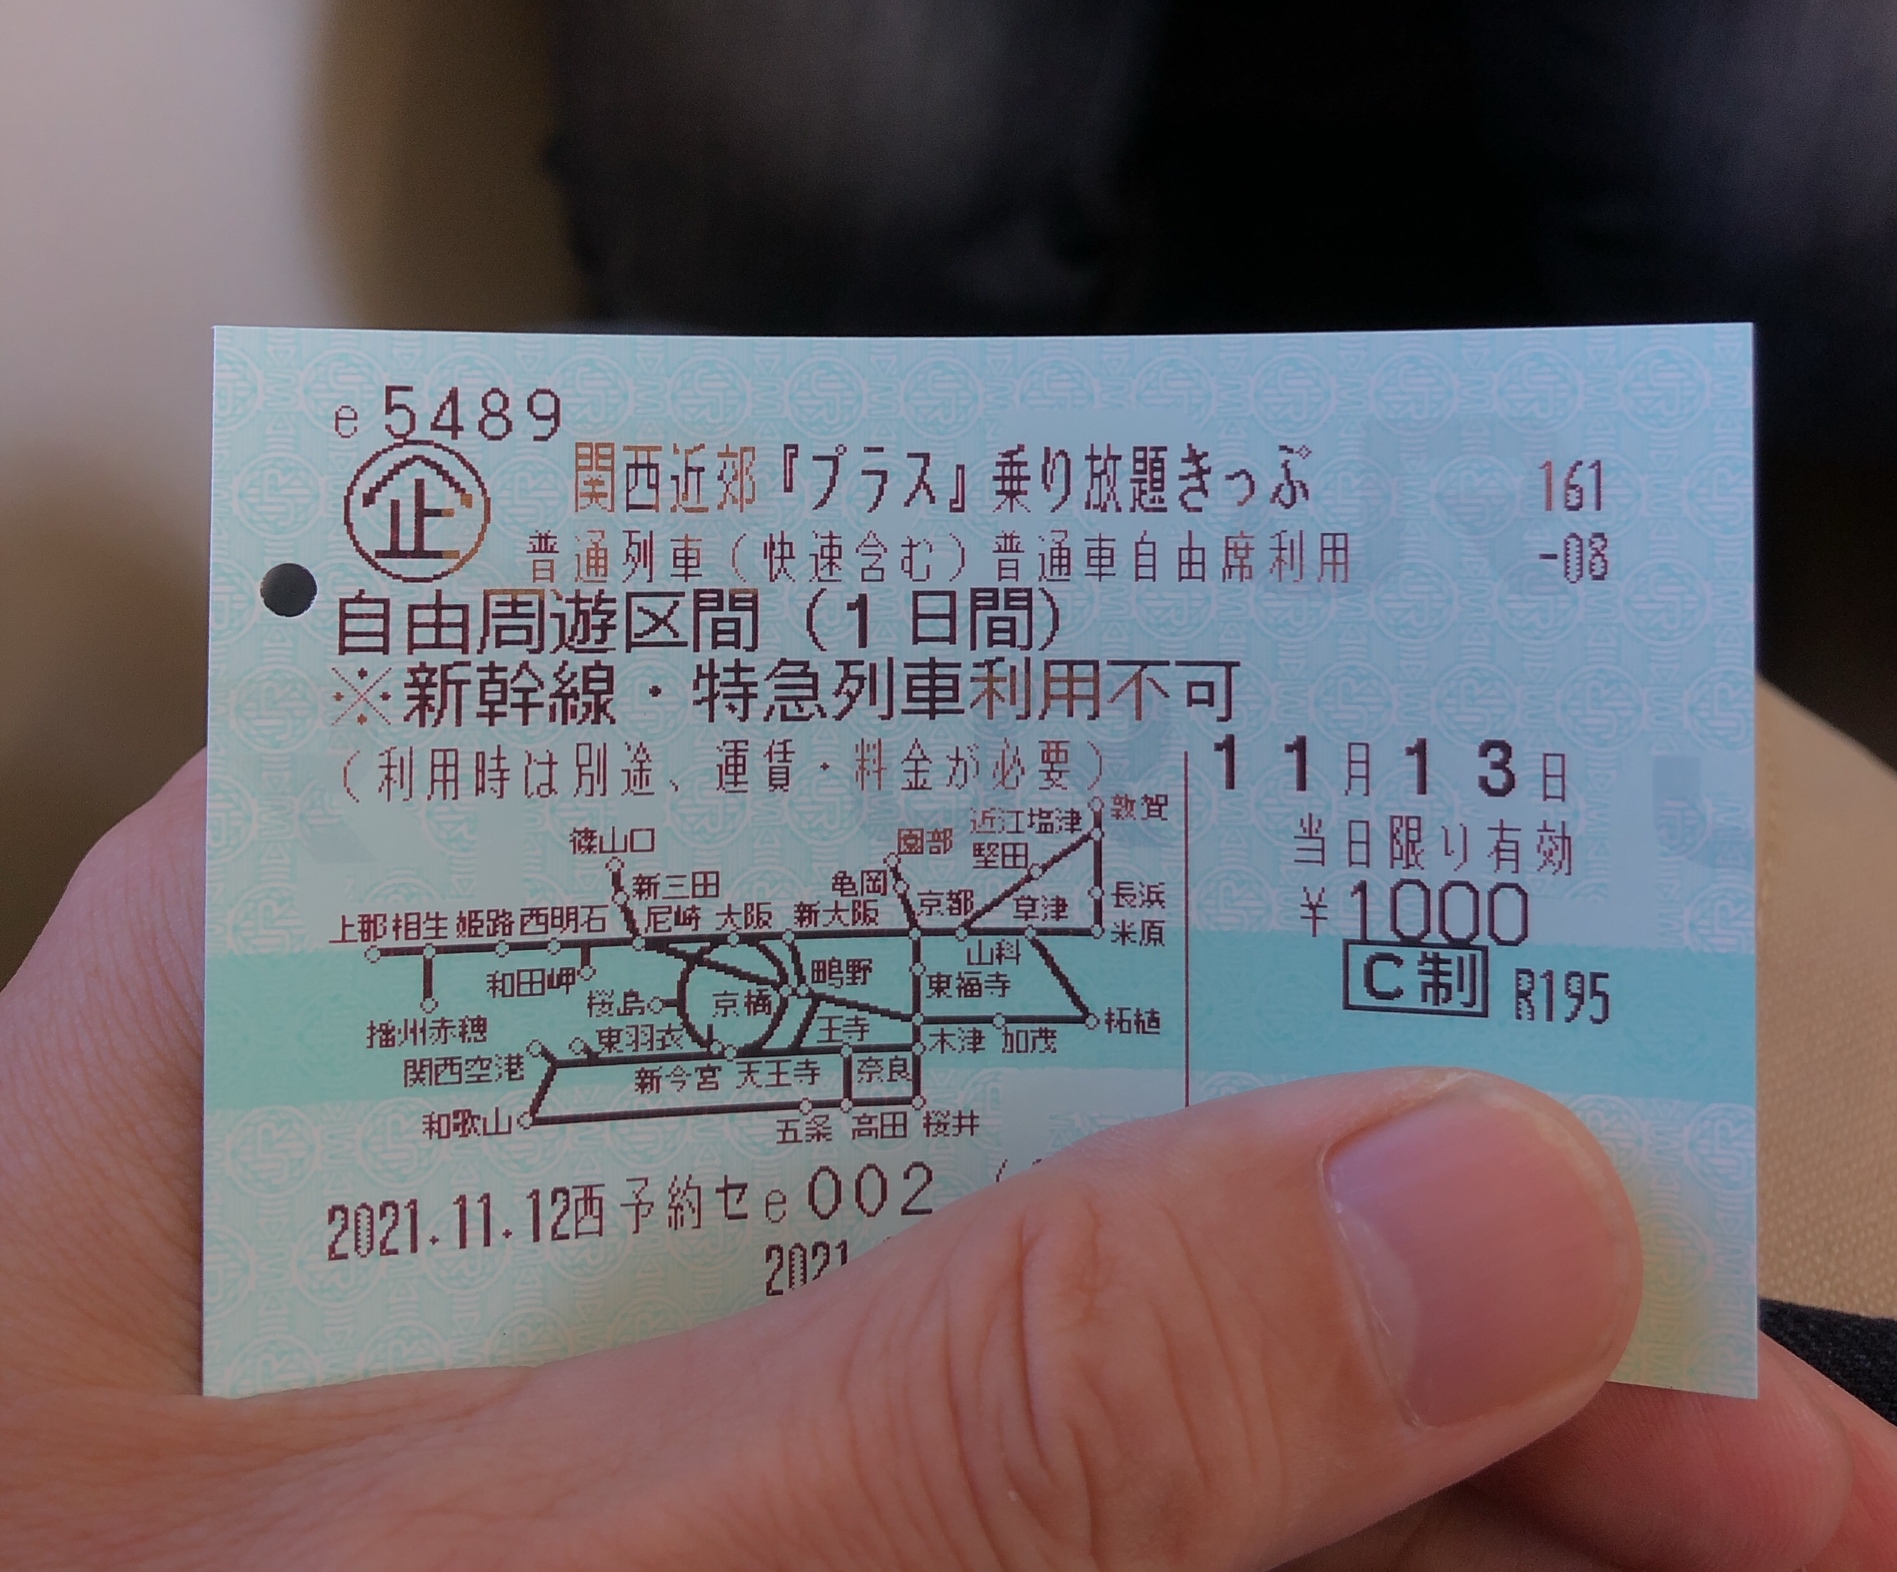 e5489
企 関西近郊『プラス』乗り放題きっぷ 161
普通列車（快速含む）普通車自由席利用 -08
自由周遊区間（1日間）
※新幹線・特急列車利用不可
（利用時は別途、運賃・料金が必要）
11月13日
当日限り有効
¥1000
C制 R195
敦賀
近江塩津
園部
篠山口
堅田
新三田
亀岡
長浜
上郡 相生 姫路 西明石 尼崎 大阪 新大阪 京都 草津
米原
山科
和田岬
鴫野
東福寺
桜島 京橋
播州赤穂 東羽衣 王寺 木津 加茂 柘植
関西空港 新今宮 天王寺 奈良
和歌山 五条 高田 桜井
2021.11.12西予約セe002 (
2021.